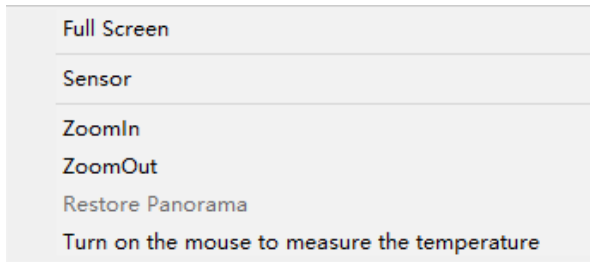 Full Screen
Sensor
ZoomIn
ZoomOut
Restore Panorama
Turn on the mouse to measure the temperature